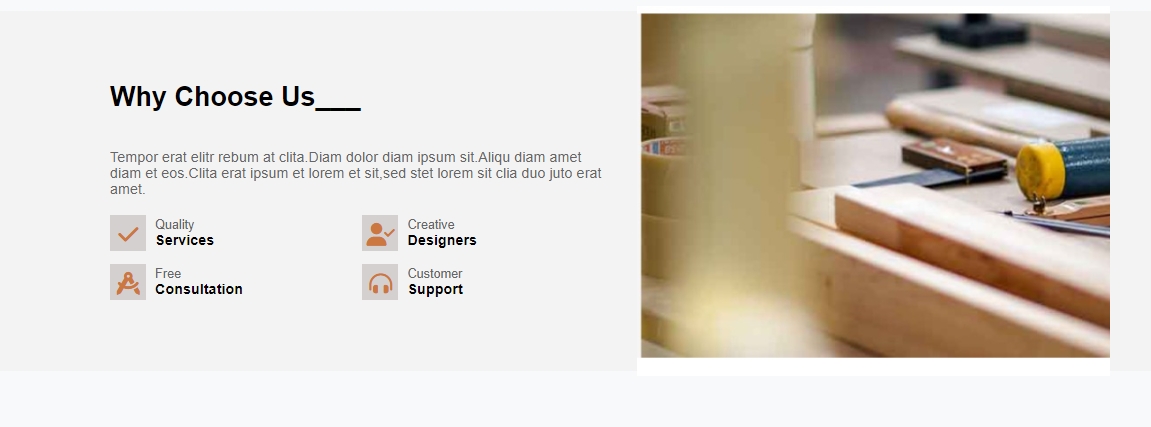 Why Choose Us___
Tempor erat elitr rebum at clita.Diam dolor diam ipsum sit.Aliqu diam amet
diam et eos.Clita erat ipsum et lorem et sit,sed stet lorem sit clia duo juto erat
amet.
Quality
Services
Creative
Designers
Free
Consultation
Customer
Support